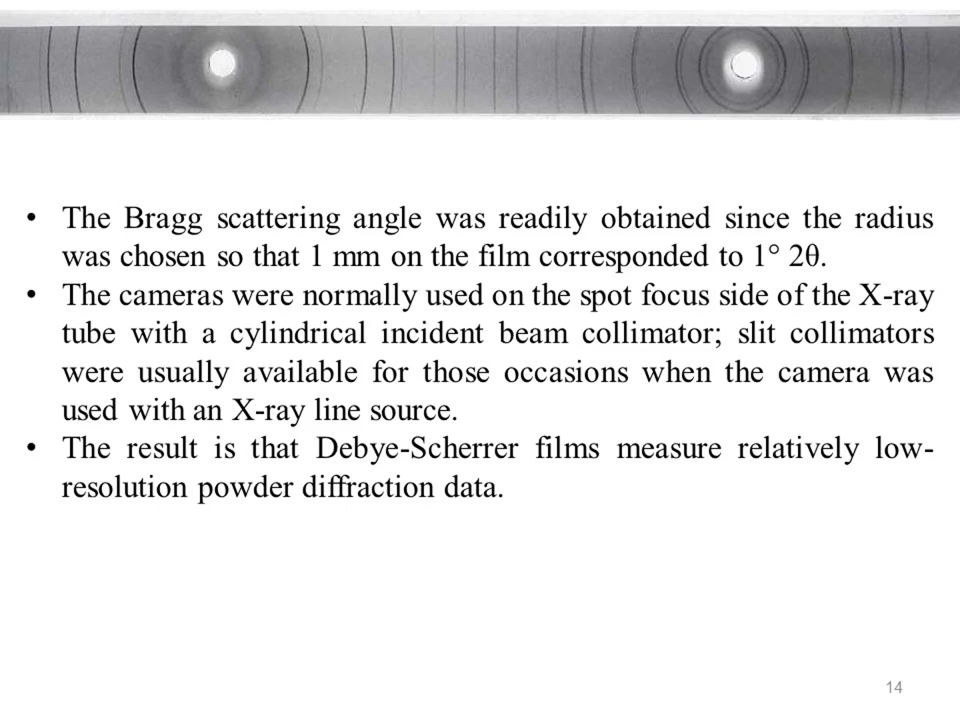 • The Bragg scattering angle was readily obtained since the radius
was chosen so that 1 mm on the film corresponded to 1° 2θ.
• The cameras were normally used on the spot focus side of the X-ray
tube with a cylindrical incident beam collimator; slit collimators
were usually available for those occasions when the camera was
used with an X-ray line source.
• The result is that Debye-Scherrer films measure relatively low-
resolution powder diffraction data.
14